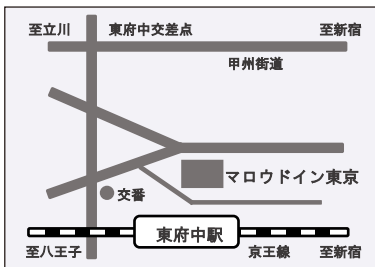 至立川 東府中交差点 至新宿
甲州街道
マロウドイン東京
交番
東府中駅
至八王子 京王線 至新宿